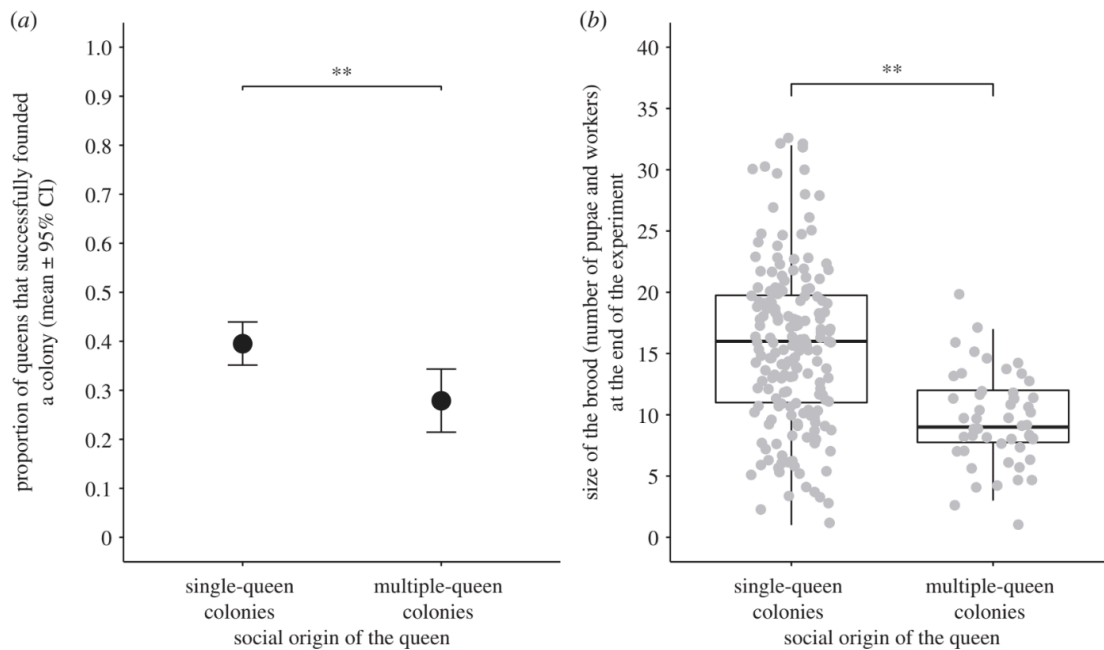 (a)
proportion of queens that successfully founded
a colony (mean ± 95% CI)
1.0
0.9
0.8
0.7
0.6
0.5
0.4
0.3
0.2
0.1
0
**
single-queen
colonies
multiple-queen
colonies
social origin of the queen
(b)
size of the brood (number of pupae and workers)
at the end of the experiment
40
35
30
25
20
15
10
5
0
**
single-queen
colonies
multiple-queen
colonies
social origin of the queen